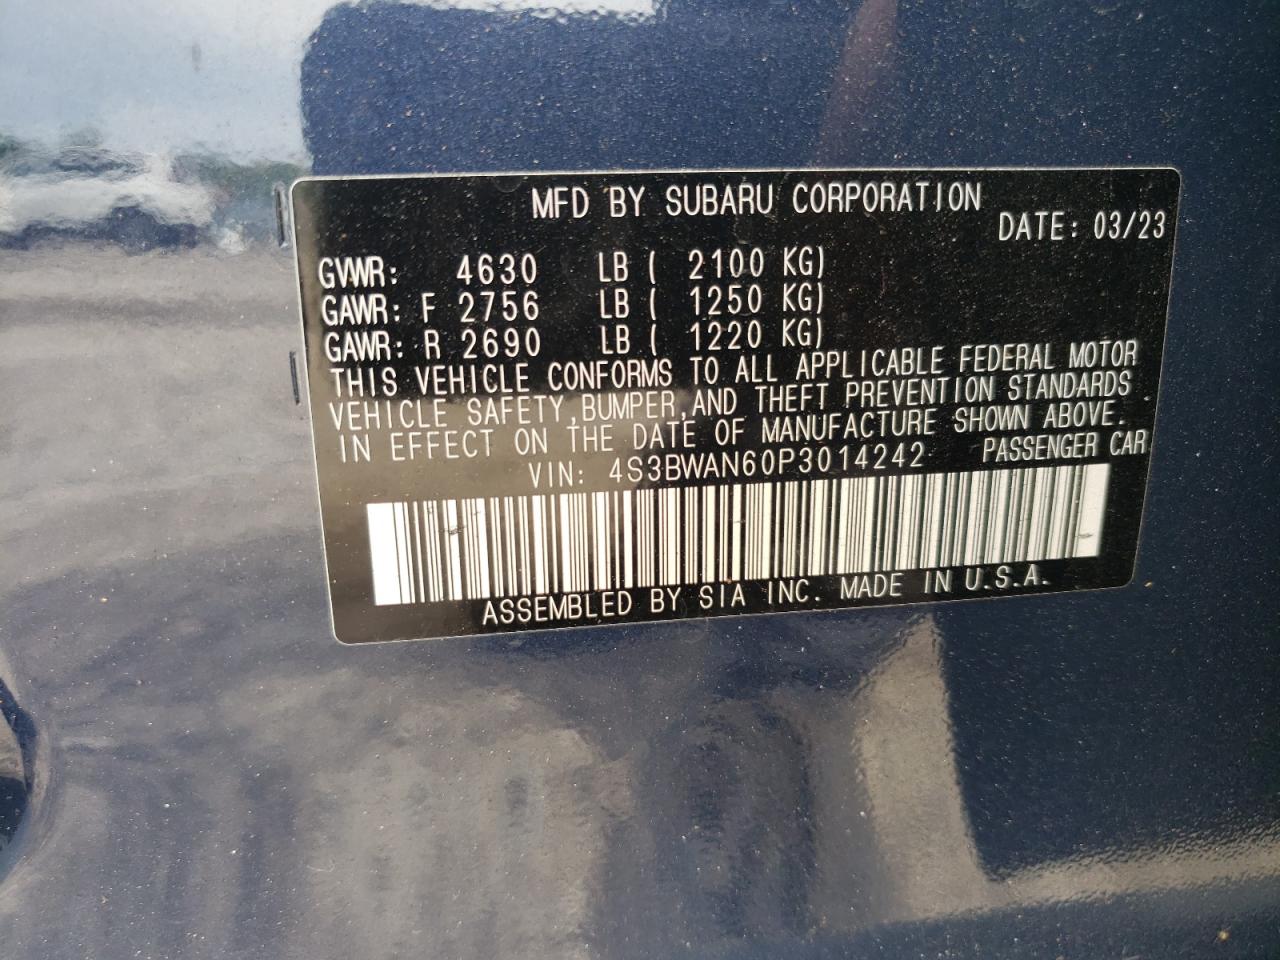 MFD BY SUBARU CORPORATION
DATE: 03/23
GVWR: 4630 LB ( 2100 KG)
GAWR: F 2756 LB ( 1250 KG)
GAWR: R 2690 LB ( 1220 KG)
THIS VEHICLE CONFORMS TO ALL APPLICABLE FEDERAL MOTOR
VEHICLE SAFETY,BUMPER,AND THEFT PREVENTION STANDARDS
IN EFFECT ON THE DATE OF MANUFACTURE SHOWN ABOVE.
VIN: 4S3BWAN60P3014242 PASSENGER CAR
ASSEMBLED BY SIA INC. MADE IN U.S.A.